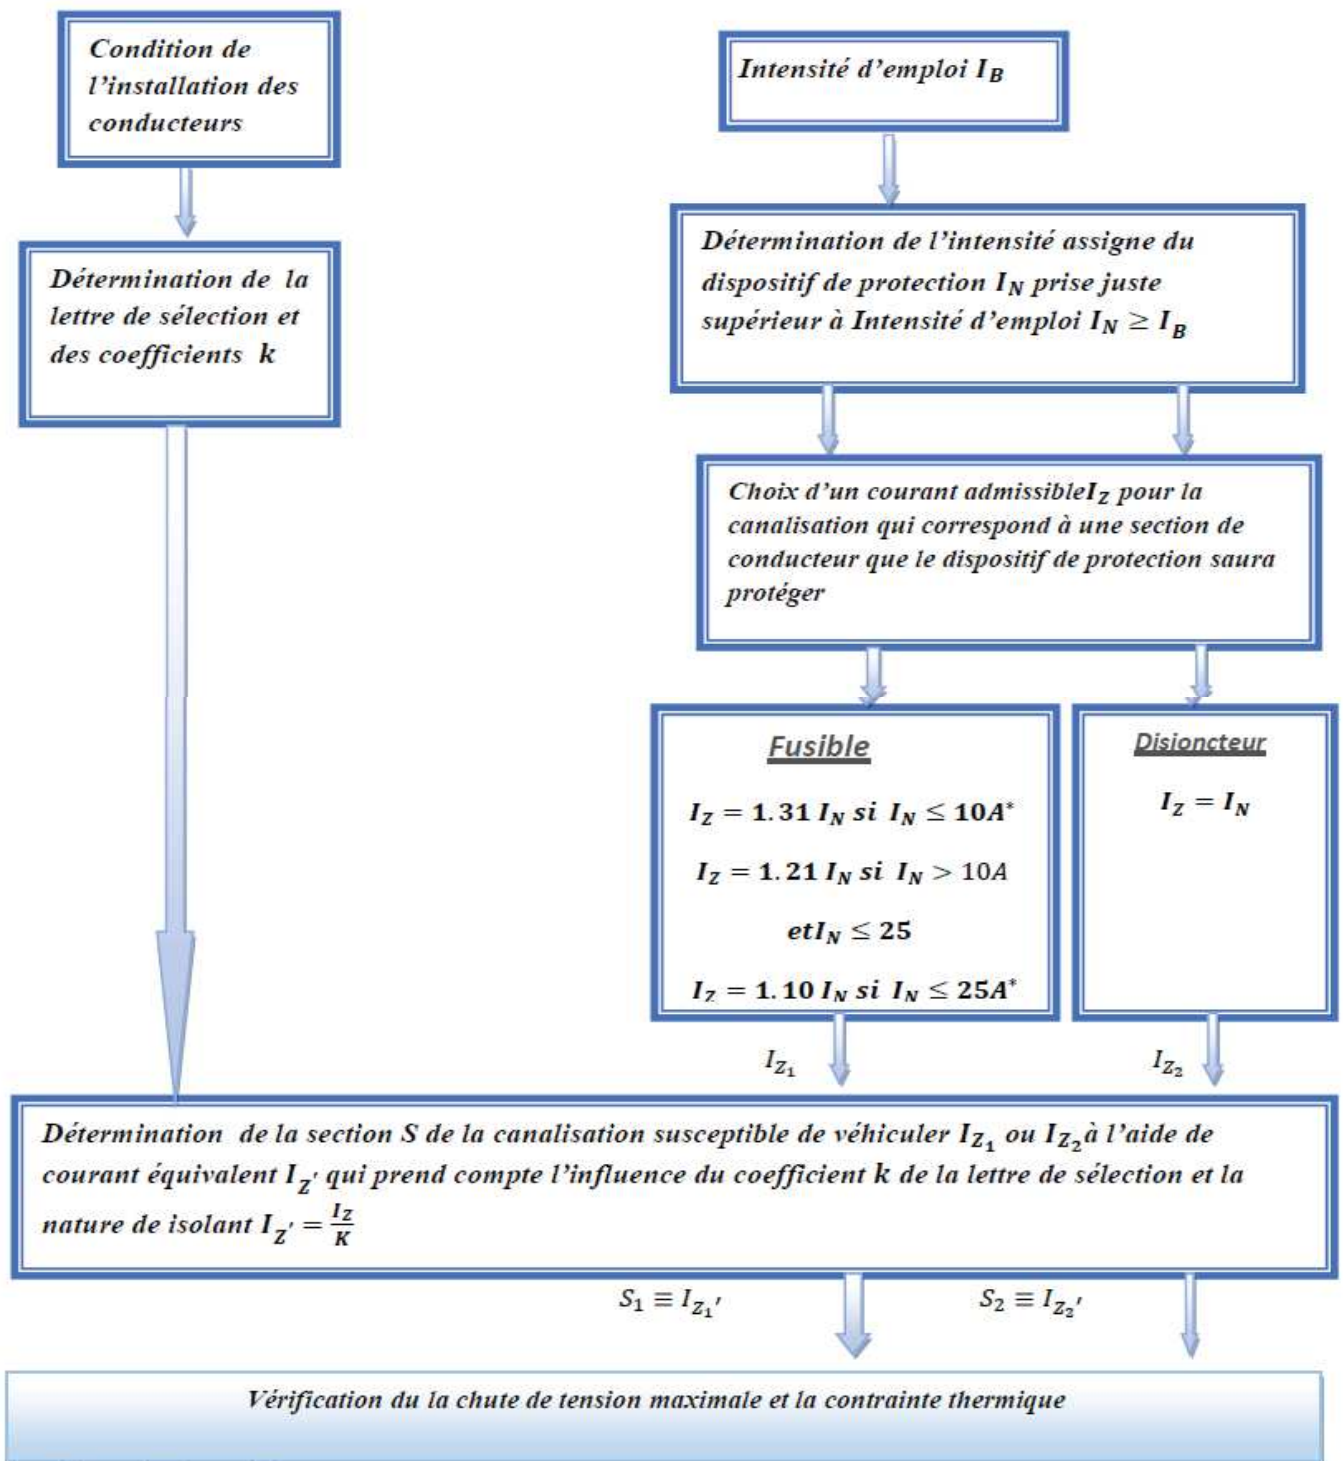 Condition de
l'installation des
conducteurs
Intensité d'emploi I_B
Détermination de la
lettre de sélection et
des coefficients k
Détermination de l'intensité assigne du
dispositif de protection I_N prise juste
supérieur à Intensité d'emploi I_N ≥ I_B
Choix d'un courant admissibleI_Z pour la
canalisation qui correspond à une section de
conducteur que le dispositif de protection saura
protéger
Fusible
I_Z = 1.31 I_N si I_N ≤ 10A*
I_Z = 1.21 I_N si I_N > 10A
etI_N ≤ 25
I_Z = 1.10 I_N si I_N ≤ 25A*
Disioncteur
I_Z = I_N
I_Z₁
I_Z₂
Détermination de la section S de la canalisation susceptible de véhiculer I_Z₁ ou I_Z₂à l'aide de
courant équivalent I_Z' qui prend compte l'influence du coefficient k de la lettre de sélection et la
nature de isolant I_Z' = I_Z/K
S₁ ≡ I_Z₁'
S₂ ≡ I_Z₂'
Vérification du la chute de tension maximale et la contrainte thermique